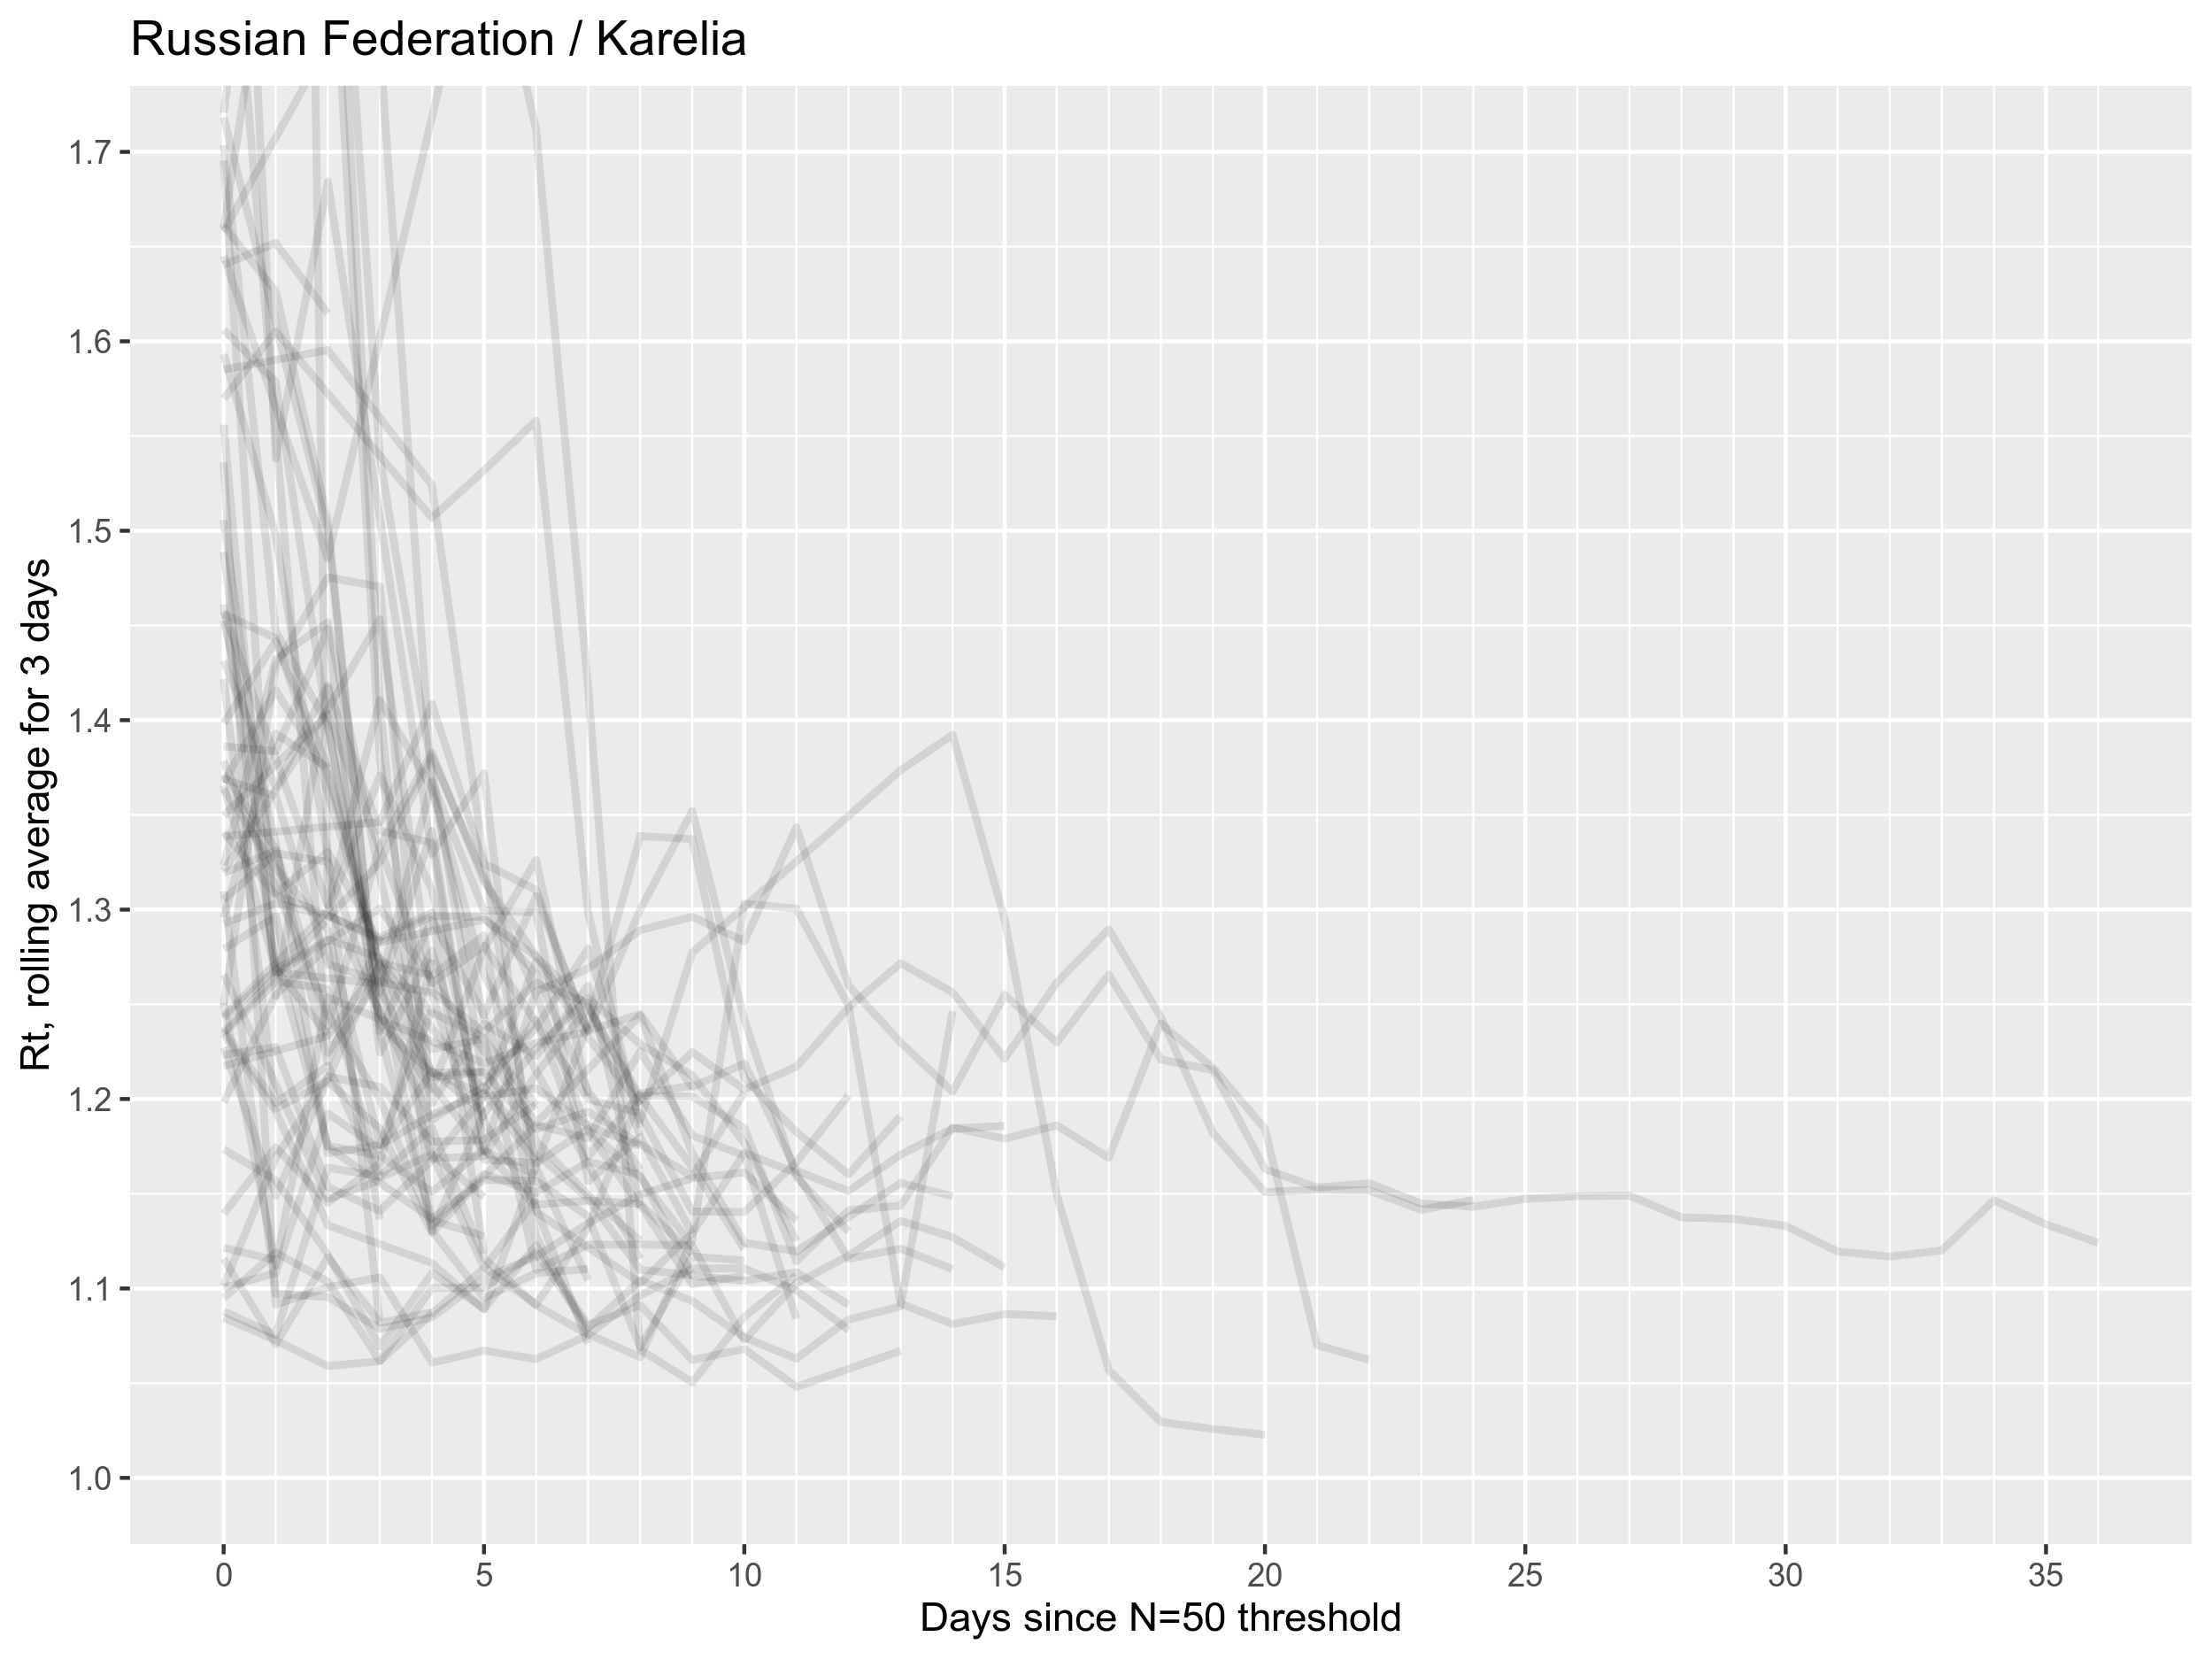 Russian Federation / Karelia
Rt, rolling average for 3 days
1.7
1.6
1.5
1.4
1.3
1.2
1.1
1.0
0 5 10 15 20 25 30 35
Days since N=50 threshold